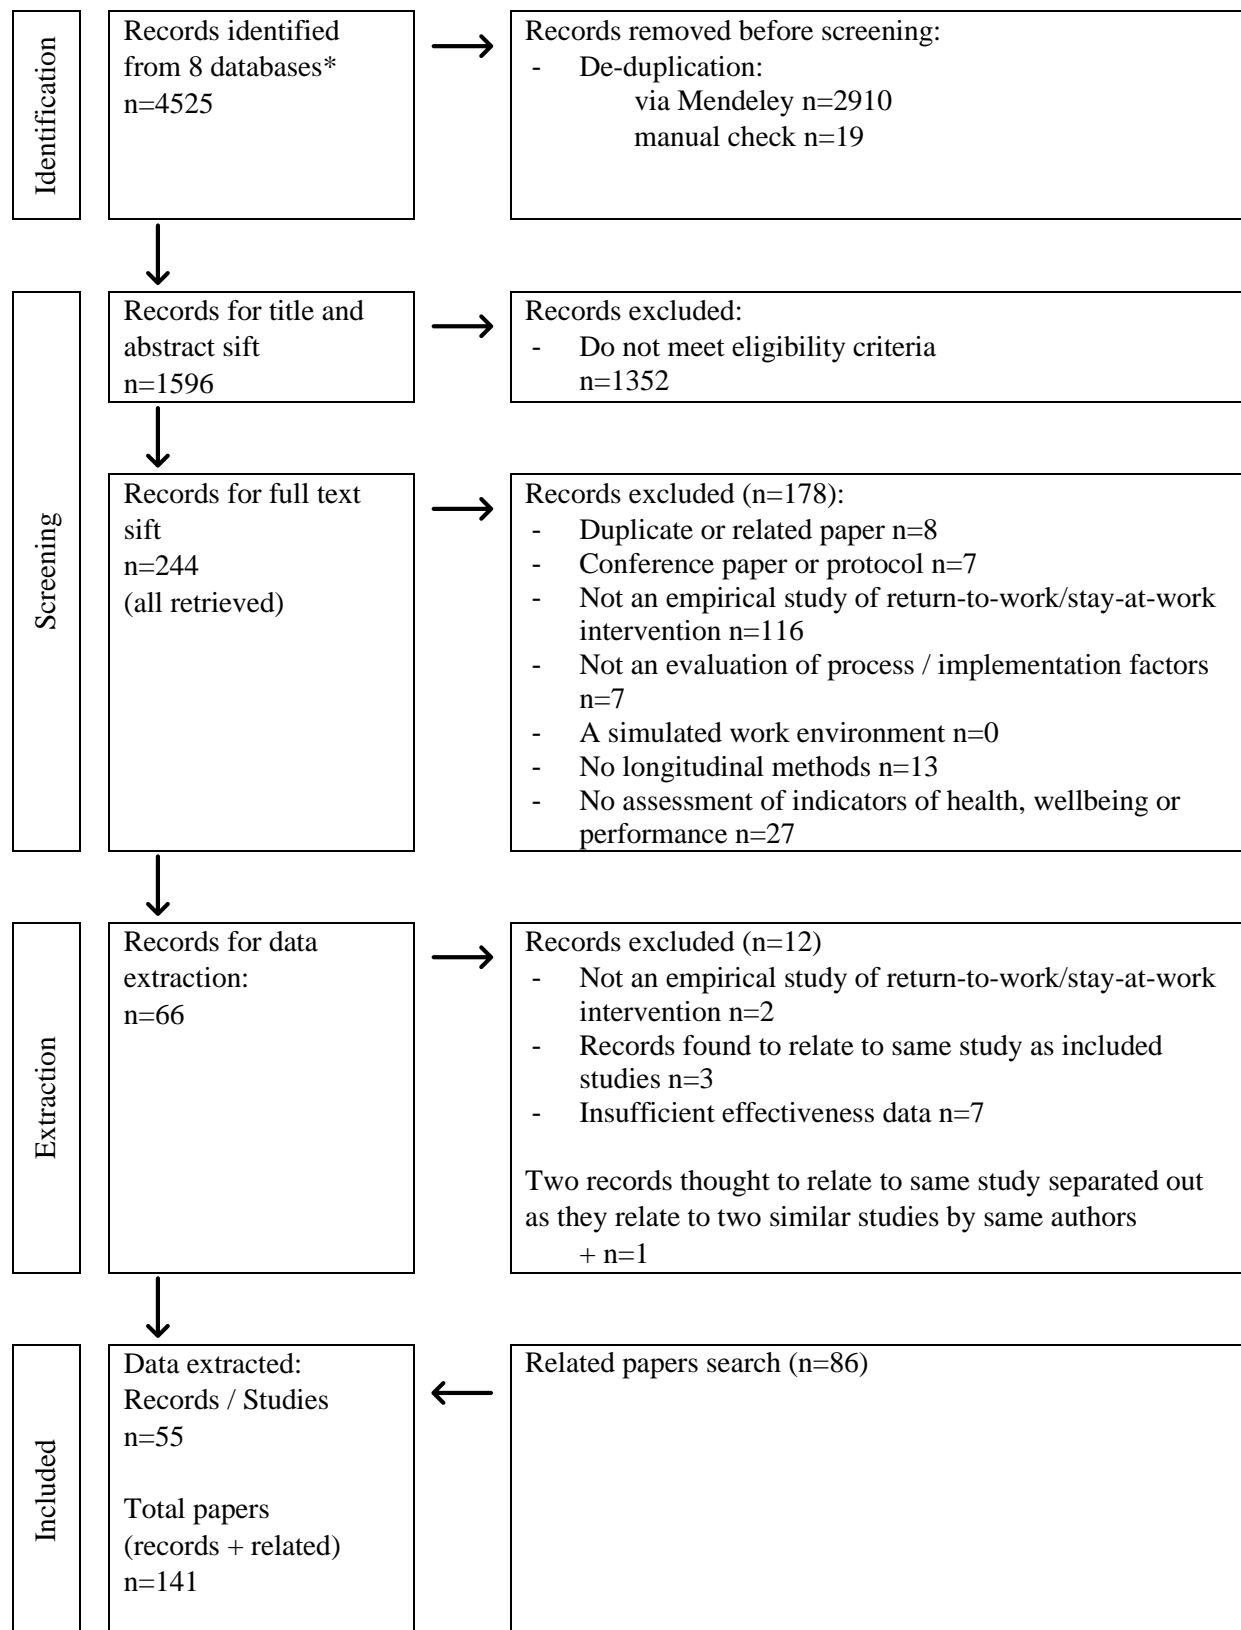 Identification
Records identified
from 8 databases*
n=4525
Records removed before screening:
- De-duplication:
via Mendeley n=2910
manual check n=19
Screening
Records for title and
abstract sift
n=1596
Records excluded:
- Do not meet eligibility criteria
n=1352
Records for full text
sift
n=244
(all retrieved)
Records excluded (n=178):
- Duplicate or related paper n=8
- Conference paper or protocol n=7
- Not an empirical study of return-to-work/stay-at-work
intervention n=116
- Not an evaluation of process / implementation factors
n=7
- A simulated work environment n=0
- No longitudinal methods n=13
- No assessment of indicators of health, wellbeing or
performance n=27
Extraction
Records for data
extraction:
n=66
Records excluded (n=12)
- Not an empirical study of return-to-work/stay-at-work
intervention n=2
- Records found to relate to same study as included
studies n=3
- Insufficient effectiveness data n=7
Two records thought to relate to same study separated out
as they relate to two similar studies by same authors
+ n=1
Included
Data extracted:
Records / Studies
n=55
Total papers
(records + related)
n=141
Related papers search (n=86)